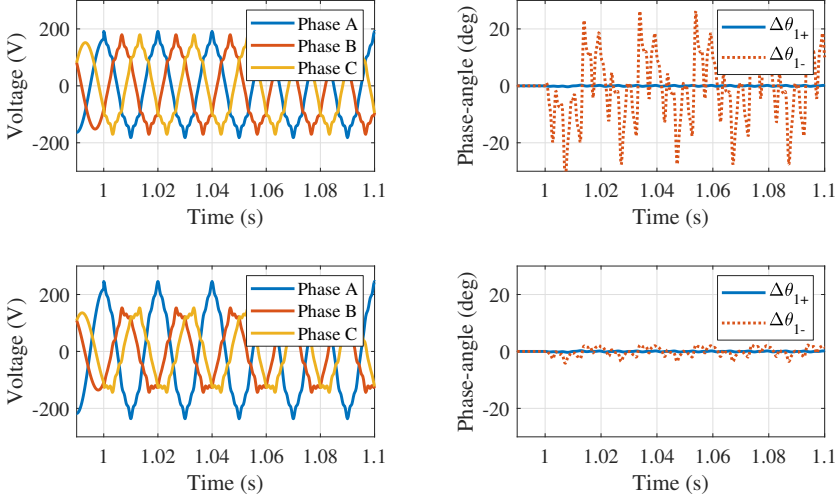 Voltage (V)
200
0
-200
1
1.02
1.04
1.06
1.08
1.1
Time (s)
Phase A
Phase B
Phase C
Phase-angle (deg)
20
0
-20
1
1.02
1.04
1.06
1.08
1.1
Time (s)
Δθ1+
Δθ1-
Voltage (V)
200
0
-200
1
1.02
1.04
1.06
1.08
1.1
Time (s)
Phase A
Phase B
Phase C
Phase-angle (deg)
20
0
-20
1
1.02
1.04
1.06
1.08
1.1
Time (s)
Δθ1+
Δθ1-